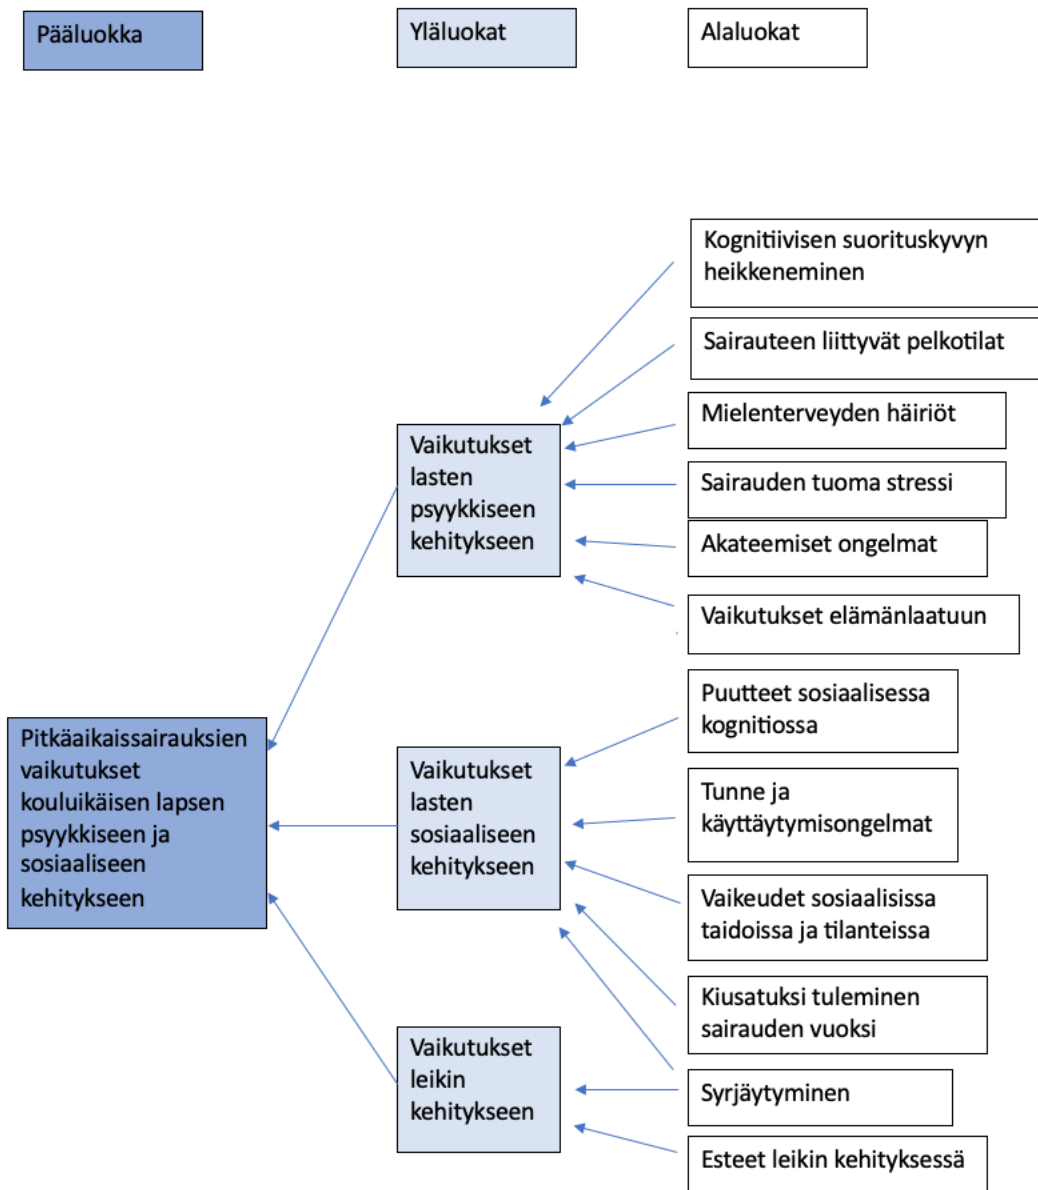 Pääluokka
Yläluokat
Alaluokat
Kognitiivisen suorituskyvyn
heikkeneminen
Sairauteen liittyvät pelkotilat
Mielenterveyden häiriöt
Sairauden tuoma stressi
Akateemiset ongelmat
Vaikutukset elämänlaatuun
Vaikutukset
lasten
psyykkiseen
kehitykseen
Puutteet sosiaalisessa
kognitiossa
Tunne ja
käyttäytymisongelmat
Vaikeudet sosiaalisissa
taidoissa ja tilanteissa
Kiusatuksi tuleminen
sairauden vuoksi
Syrjäytyminen
Esteet leikin kehityksessä
Vaikutukset
lasten
sosiaaliseen
kehitykseen
Vaikutukset
leikin
kehitykseen
Pitkäaikaissairauksien
vaikutukset
kouluikäisen lapsen
psyykkiseen ja
sosiaaliseen
kehitykseen